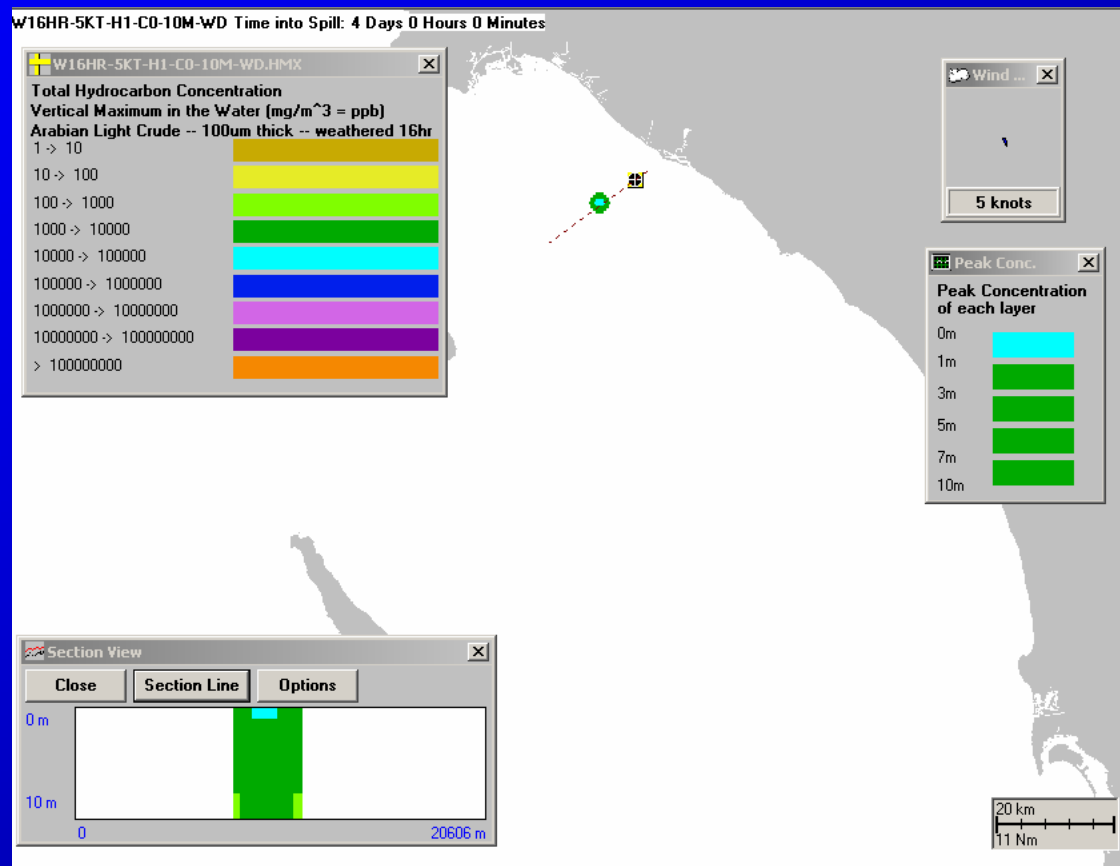 W16HR-5KT-H1-C0-10M-WD Time into Spill: 4 Days 0 Hours 0 Minutes
W16HR-5KT-H1-C0-10M-WD.HMX
Total Hydrocarbon Concentration
Vertical Maximum in the Water (mg/m^3 = ppb)
Arabian Light Crude -- 100um thick -- weathered 16hr
1 -> 10
10 -> 100
100 -> 1000
1000 -> 10000
10000 -> 100000
100000 -> 1000000
1000000 -> 10000000
10000000 -> 100000000
> 100000000
Wind ...
5 knots
Peak Conc.
Peak Concentration
of each layer
0m
1m
3m
5m
7m
10m
Section View
Close Section Line Options
0 m
10 m
0 20606 m
20 km
11 Nm